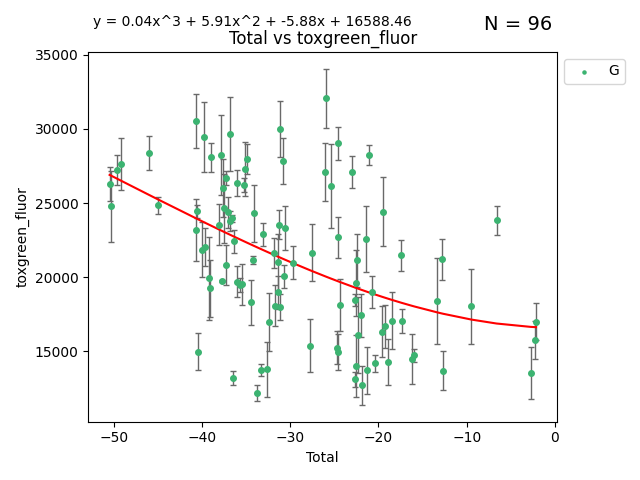 y = 0.04x^3 + 5.91x^2 + -5.88x + 16588.46
N = 96
Total vs toxgreen_fluor
G
toxgreen_fluor
35000
30000
25000
20000
15000
−50 −40 −30 −20 −10 0
Total